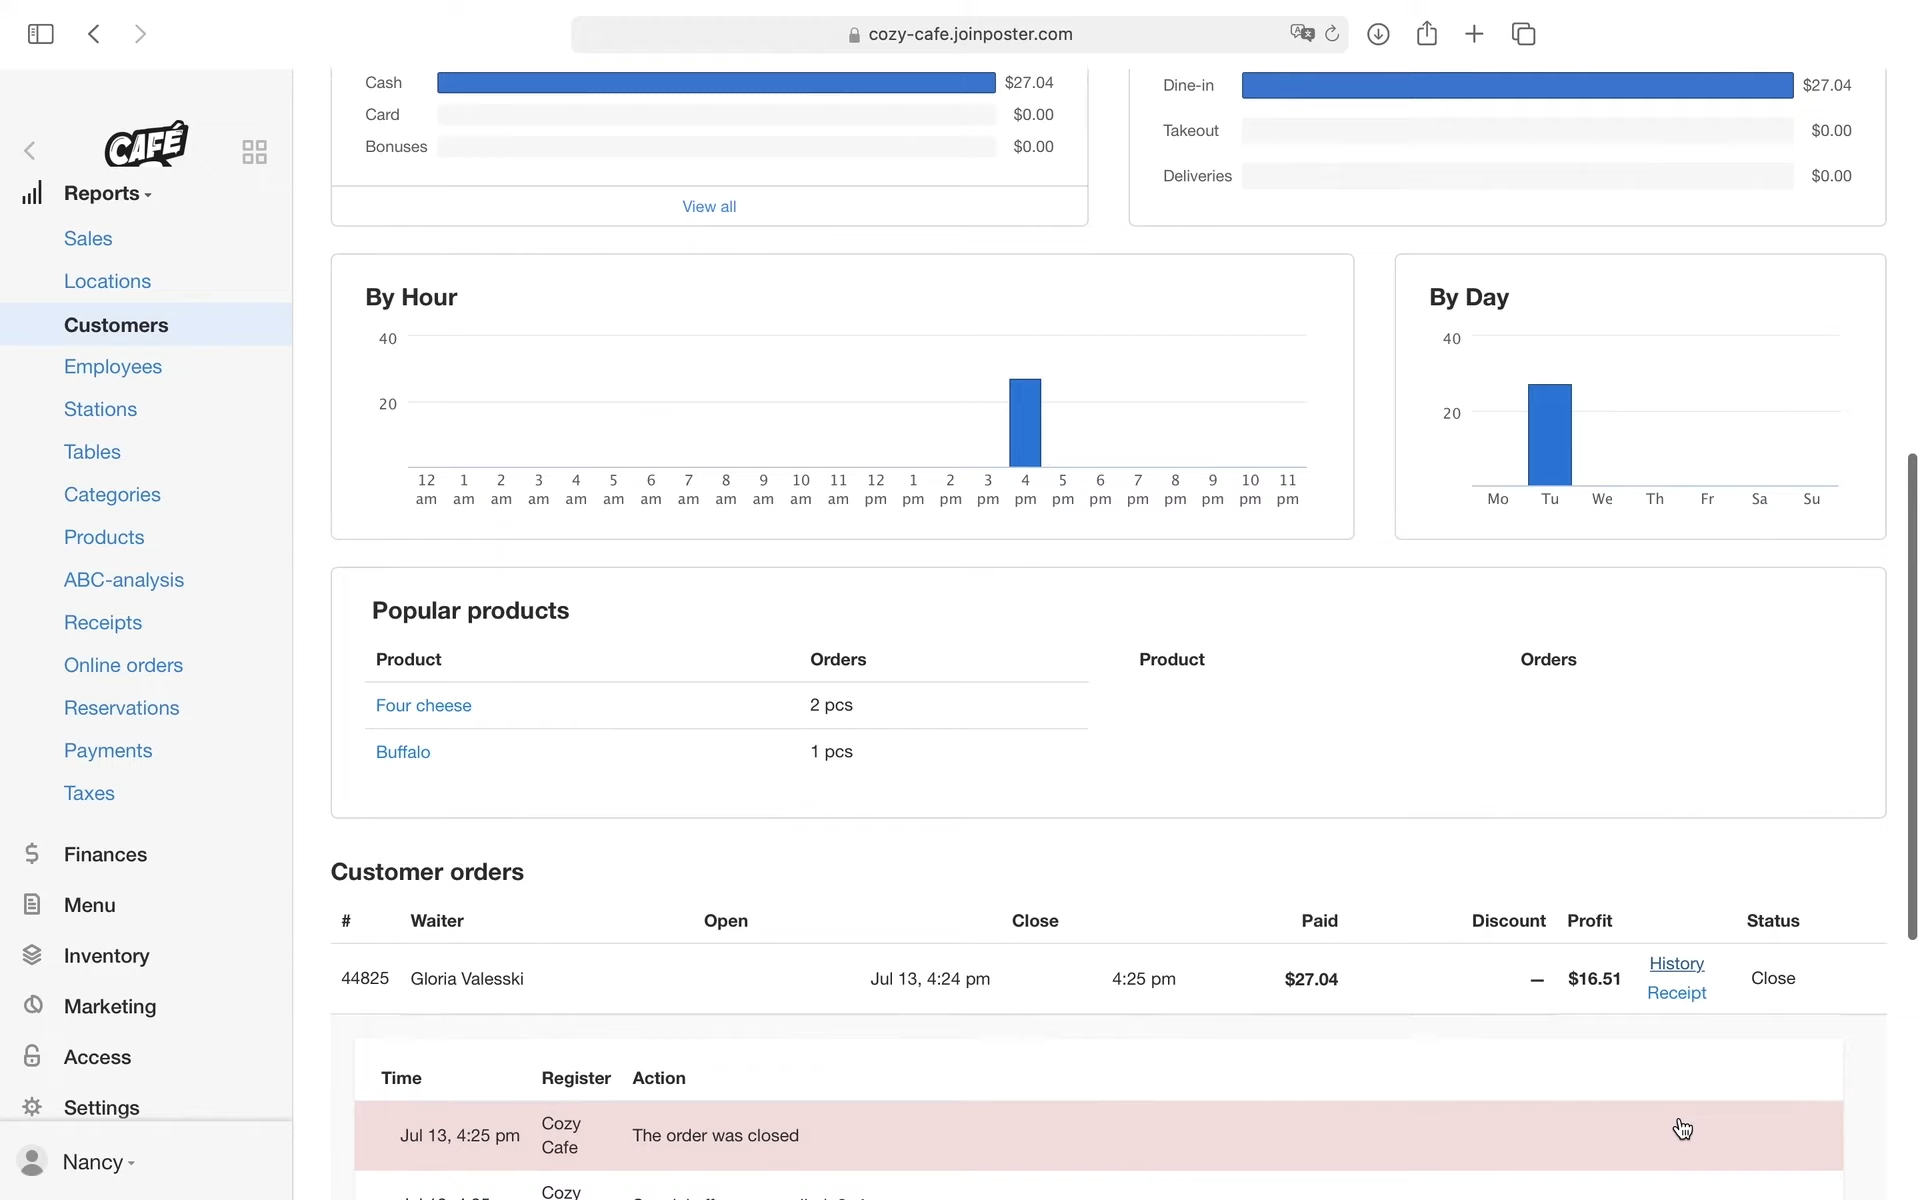 cozy-cafe.joinposter.com
CAFÉ
Reports
Sales
Locations
Customers
Employees
Stations
Tables
Categories
Products
ABC-analysis
Receipts
Online orders
Reservations
Payments
Taxes
Finances
Menu
Inventory
Marketing
Access
Settings
Nancy
Cash $27.04
Card $0.00
Bonuses $0.00
View all
Dine-in $27.04
Takeout $0.00
Deliveries $0.00
By Hour
40
20
12 1 2 3 4 5 6 7 8 9 10 11 12 1 2 3 4 5 6 7 8 9 10 11
am am am am am am am am am am am am pm pm pm pm pm pm pm pm pm pm pm pm
By Day
40
20
Mo Tu We Th Fr Sa Su
Popular products
Product Orders Product Orders
Four cheese 2 pcs
Buffalo 1 pcs
Customer orders
# Waiter Open Close Paid Discount Profit Status
44825 Gloria Valesski Jul 13, 4:24 pm 4:25 pm $27.04 — $16.51 History Close
Receipt
Time Register Action
Jul 13, 4:25 pm Cozy The order was closed
Cafe
Cozy